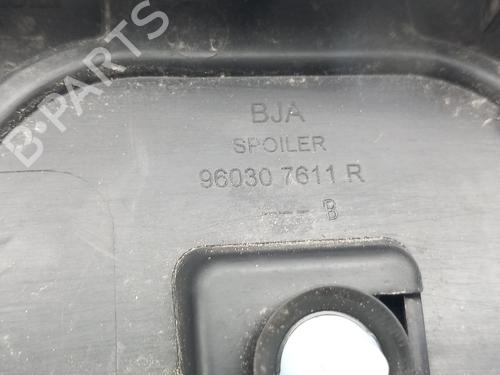 B-PARTS
BJA
SPOILER
96030 7611 R
--- B